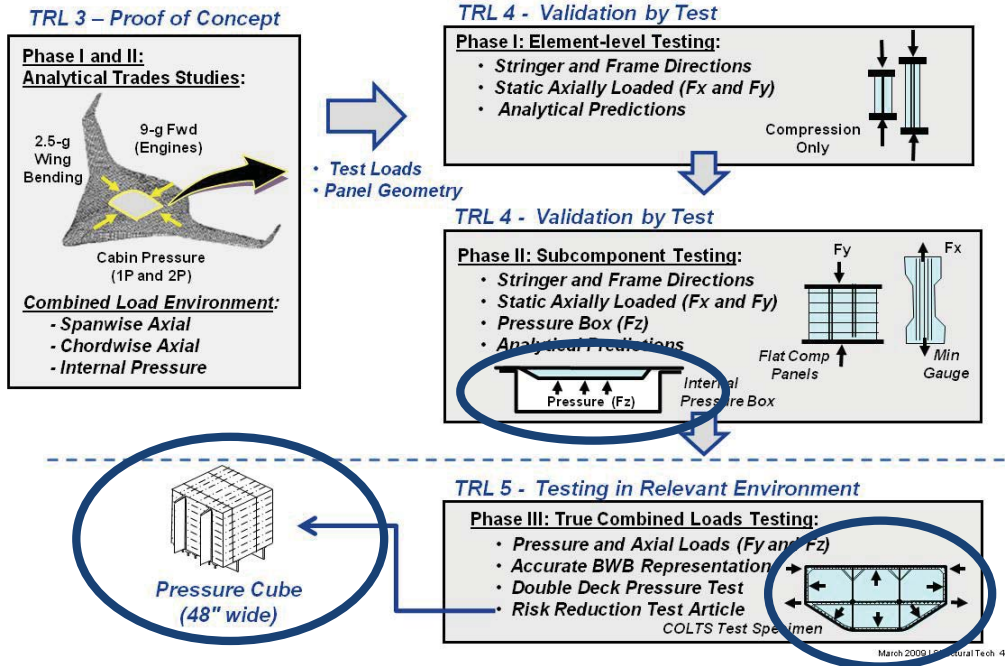 TRL 3 – Proof of Concept
Phase I and II:
Analytical Trades Studies:
2.5-g
Wing
Bending
9-g Fwd
(Engines)
Cabin Pressure
(1P and 2P)
Combined Load Environment:
- Spanwise Axial
- Chordwise Axial
- Internal Pressure
• Test Loads
• Panel Geometry
TRL 4 - Validation by Test
Phase I: Element-level Testing:
• Stringer and Frame Directions
• Static Axially Loaded (Fx and Fy)
• Analytical Predictions
Compression
Only
TRL 4 - Validation by Test
Phase II: Subcomponent Testing:
• Stringer and Frame Directions
• Static Axially Loaded (Fx and Fy)
• Pressure Box (Fz)
• Analytical Predictions
Fy
Fx
Flat Comp
Panels
Min
Gauge
Pressure (Fz)
Internal
Pressure Box
TRL 5 - Testing in Relevant Environment
Phase III: True Combined Loads Testing:
• Pressure and Axial Loads (Fy and Fz)
• Accurate BWB Representation
• Double Deck Pressure Test
• Risk Reduction Test Article
COLTS Test Specimen
Pressure Cube
(48" wide)
March 2009 Tech 4